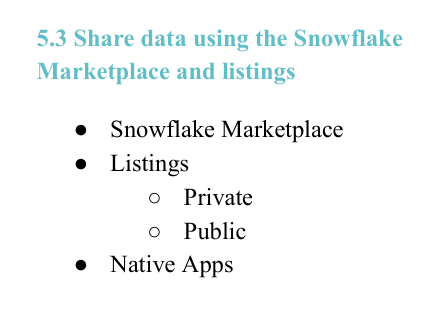 5.3 Share data using the Snowflake
Marketplace and listings
● Snowflake Marketplace
● Listings
○ Private
○ Public
● Native Apps